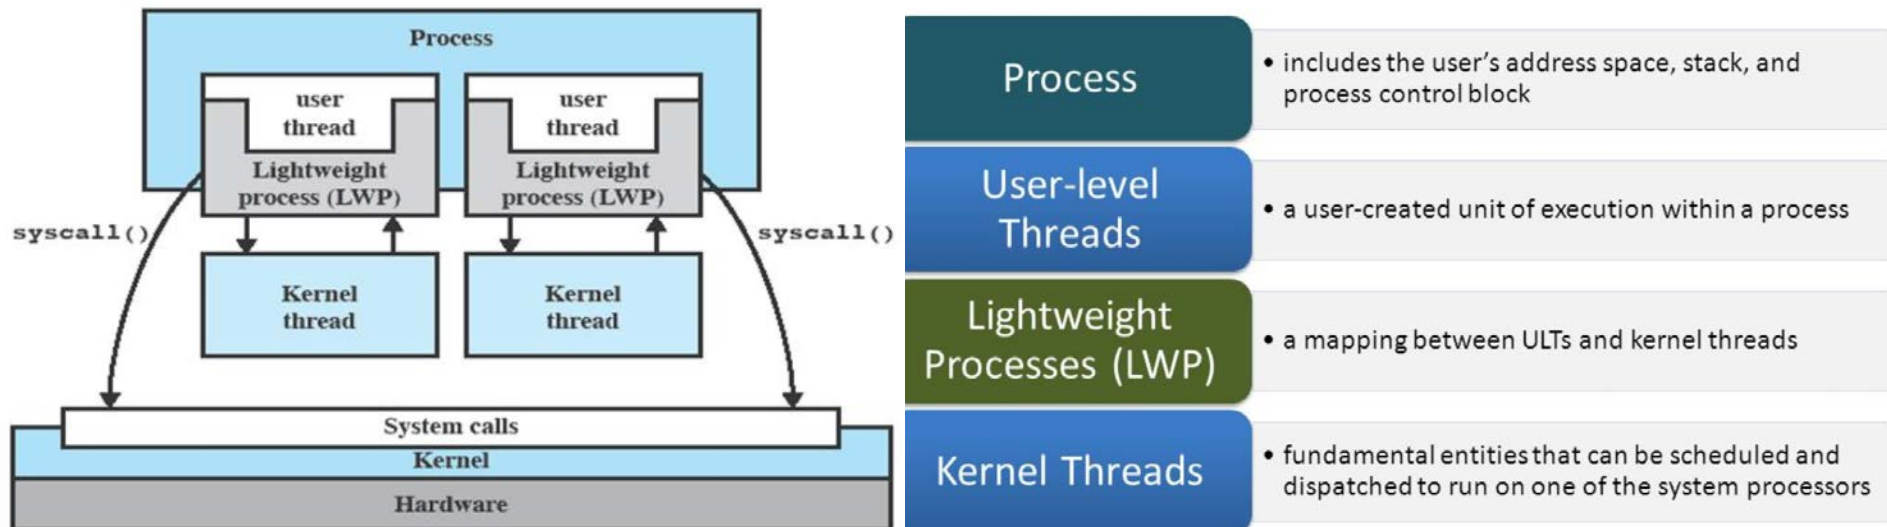 Process
user
thread
Lightweight
process (LWP)
user
thread
Lightweight
process (LWP)
syscall()
syscall()
Kernel
thread
Kernel
thread
System calls
Kernel
Hardware
Process
• includes the user’s address space, stack, and
process control block
User-level
Threads
• a user-created unit of execution within a process
Lightweight
Processes (LWP)
• a mapping between ULTs and kernel threads
Kernel Threads
• fundamental entities that can be scheduled and
dispatched to run on one of the system processors